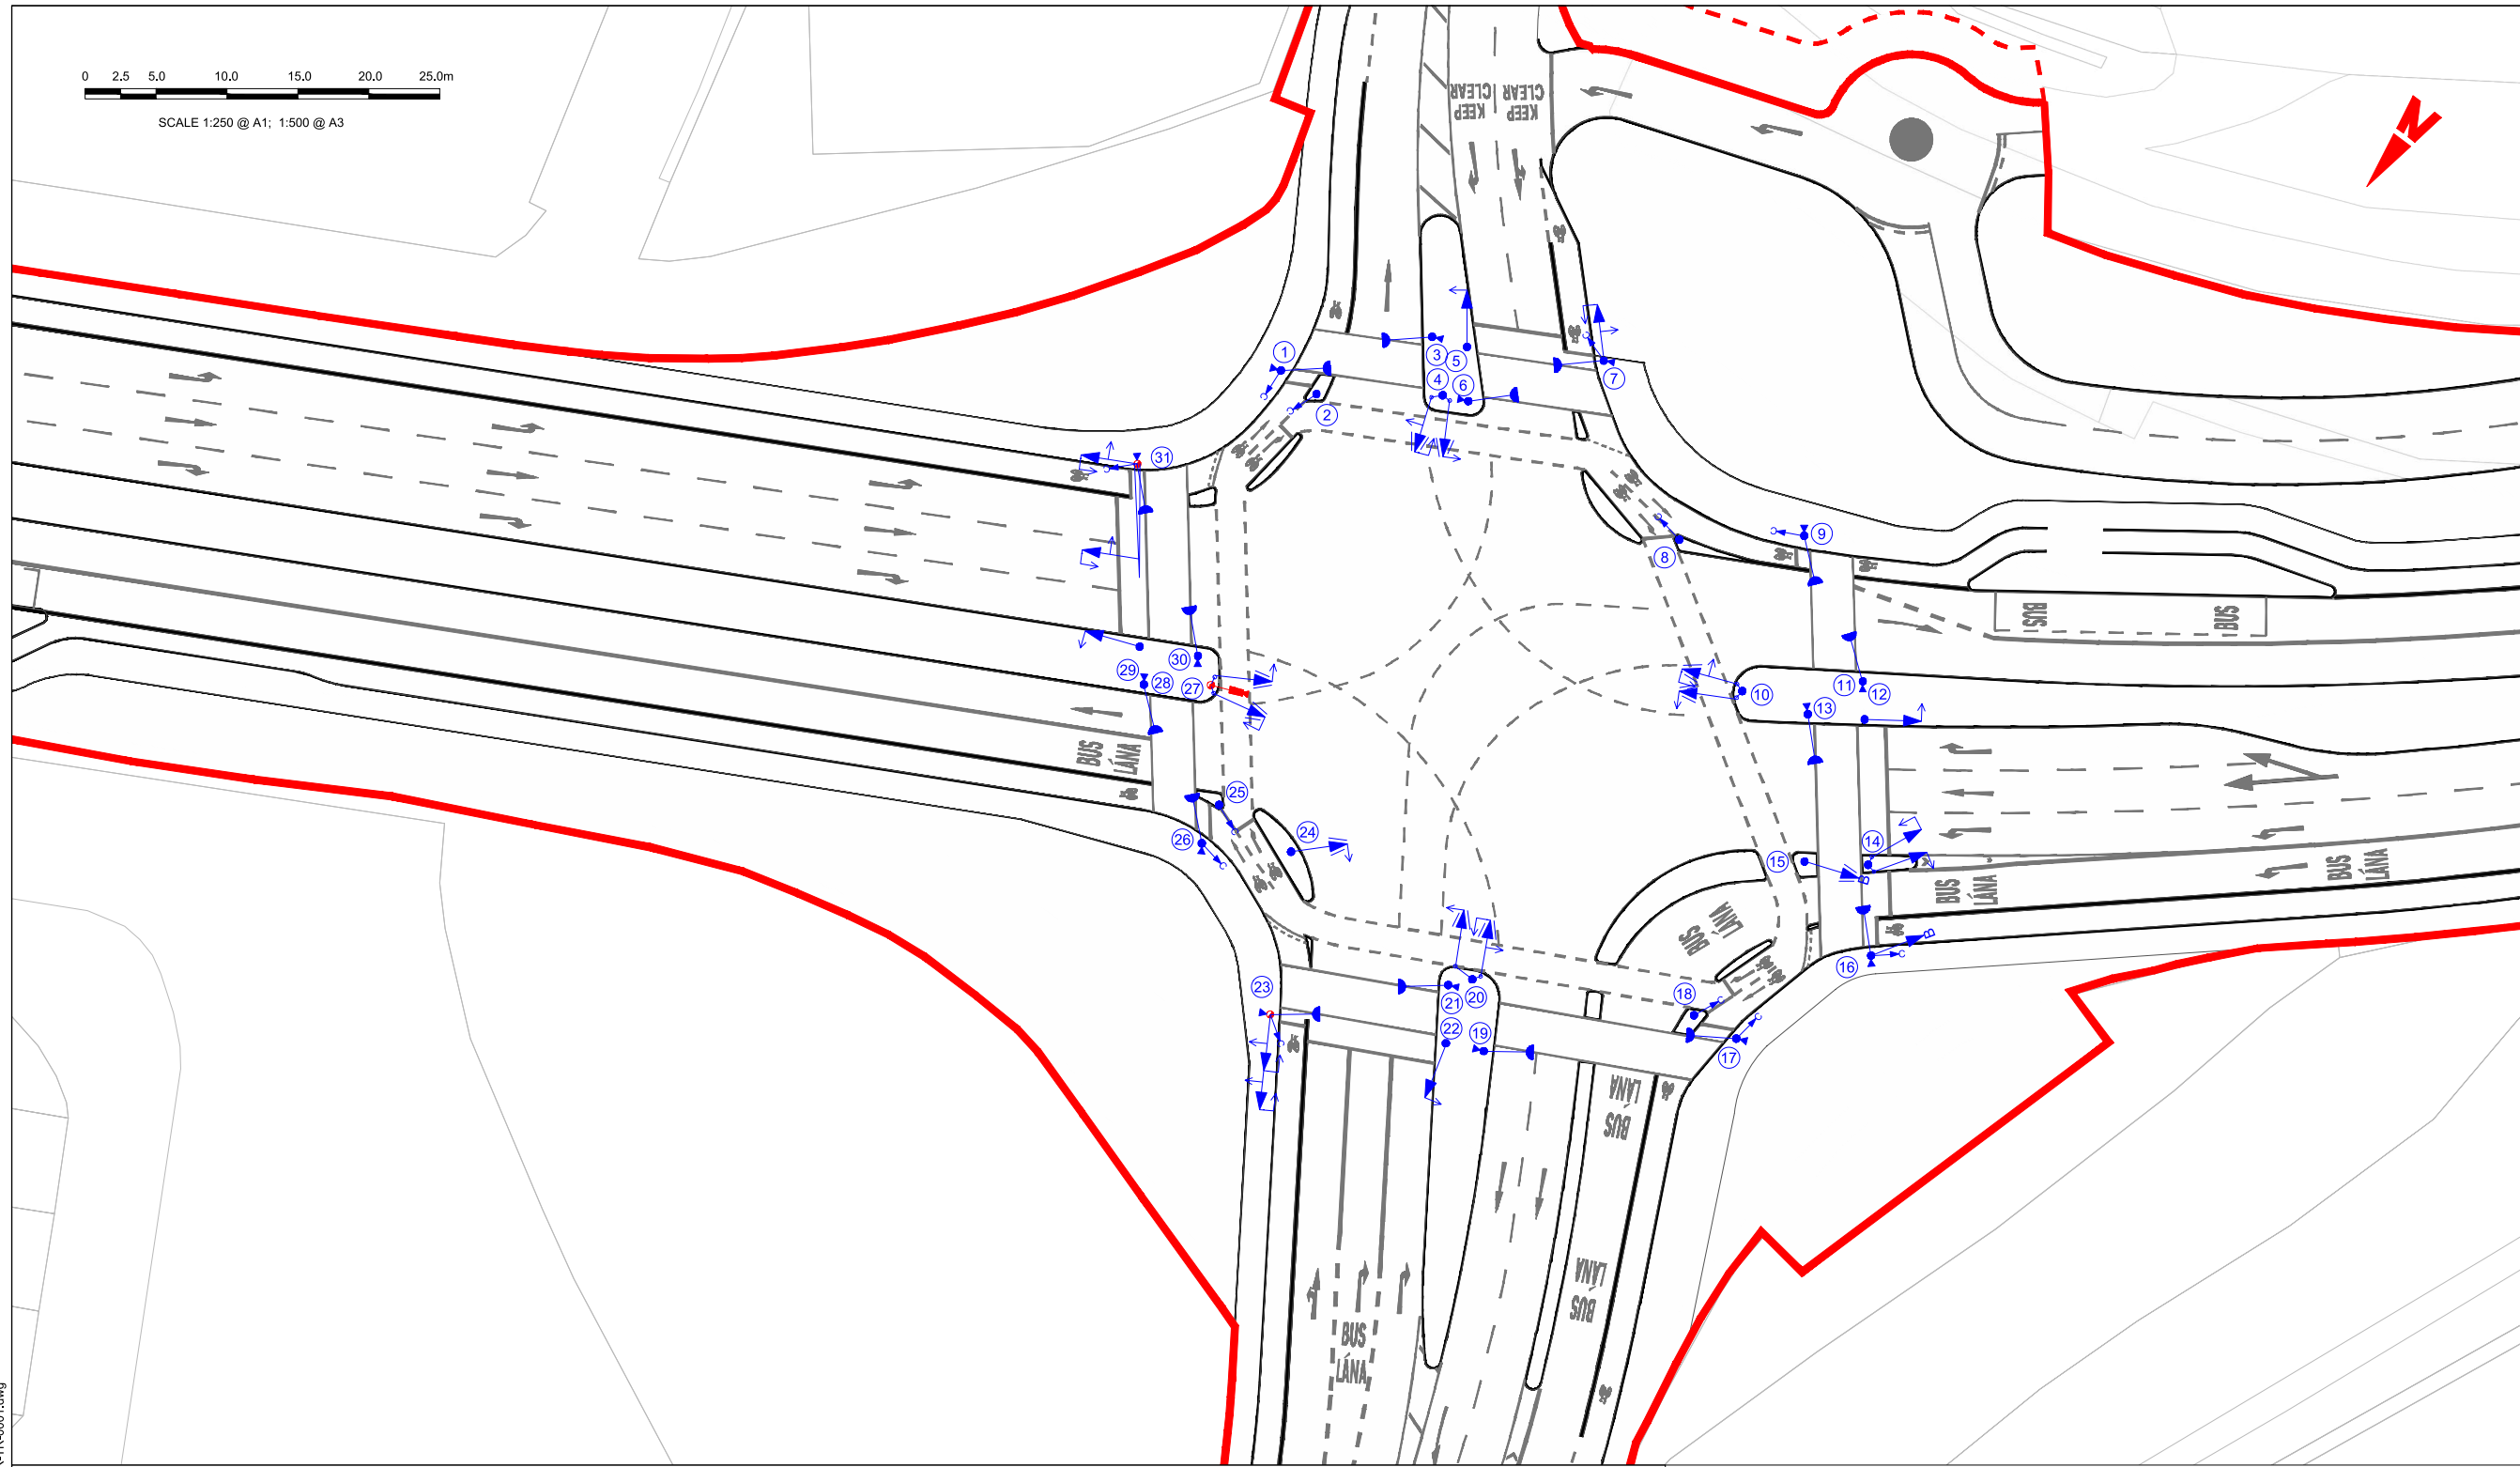 0 2.5 5.0 10.0 15.0 20.0 25.0m
SCALE 1:250 @ A1; 1:500 @ A3
KEEP CLEAR
KEEP CLEAR
N
1
2
3
5
4
6
7
31
9
8
BUS
BUS
30
29
28
27
10
11
12
13
BUS
LÁNA
25
24
26
14
15
BUS
LÁNA
BUS
LÁNA
BUS
LÁNA
16
23
21
20
18
22
19
17
C
C
C
C
C
C
C
C
C
C
C
C
B
B
BUS
LÁNA
BUS
LÁNA
BUS
LÁNA